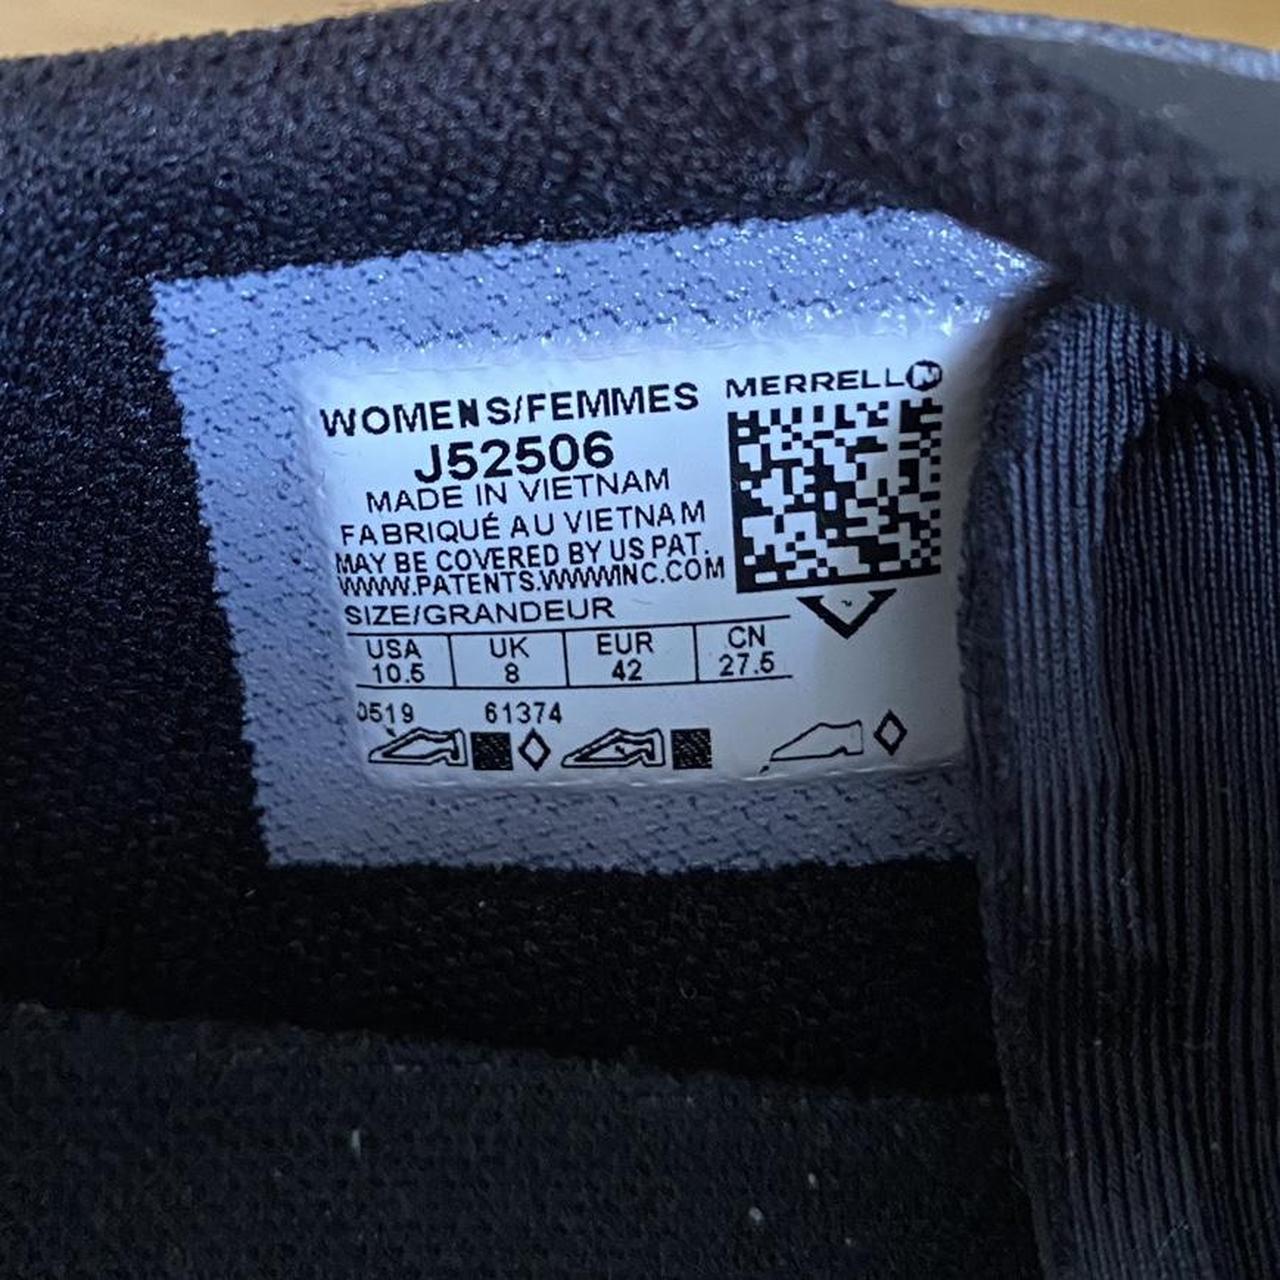 WOMENS/FEMMES
MERRELL
J52506
MADE IN VIETNAM
FABRIQUÉ AU VIETNAM
MAY BE COVERED BY US PAT.
WWW.PATENTS.WWWINC.COM
SIZE/GRANDEUR
USA UK EUR CN
10.5 8 42 27.5
0519 61374